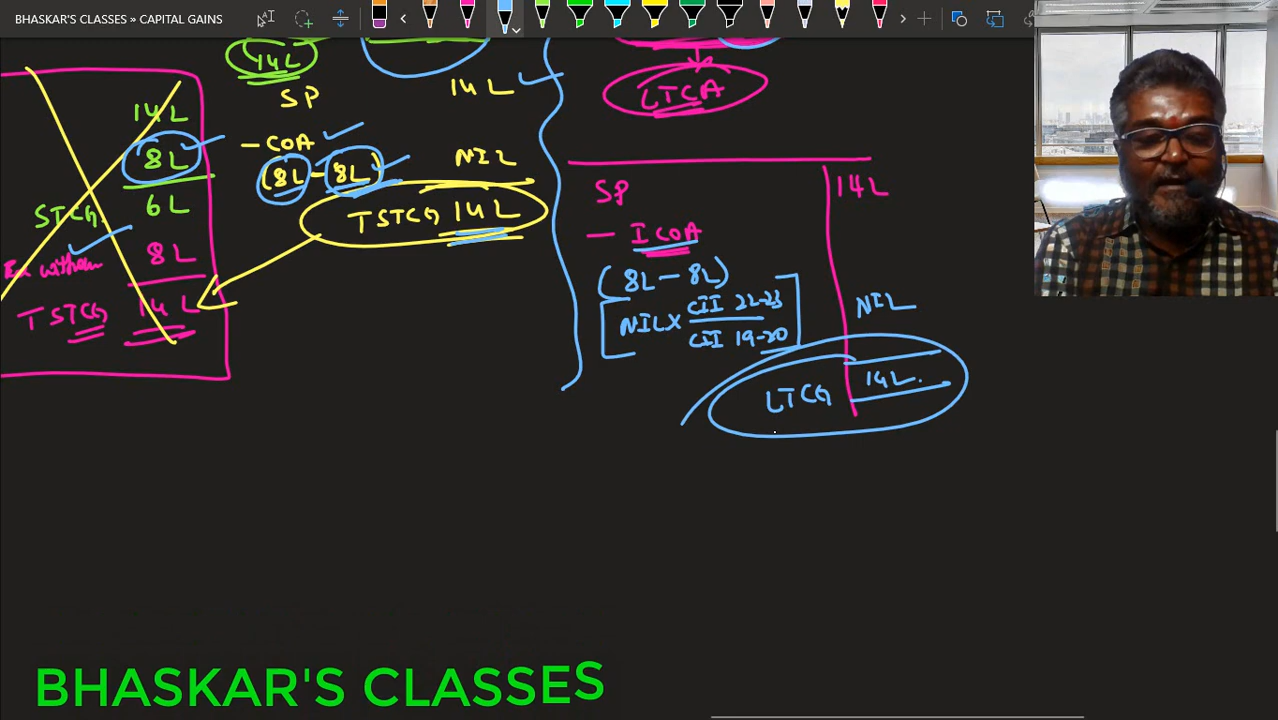 BHASKAR'S CLASSES » CAPITAL GAINS
14L
8L
STCG 6L
withdn 8L
TSTCG 14L
14L
SP 14L
- COA
(8L - 8L) NIL
TSTCG 14L
LTCA
SP 14L
- ICOA
(8L - 8L)
NIL X CII 22-23
CII 19-20
NIL
LTCG 14L.
BHASKAR'S CLASSES